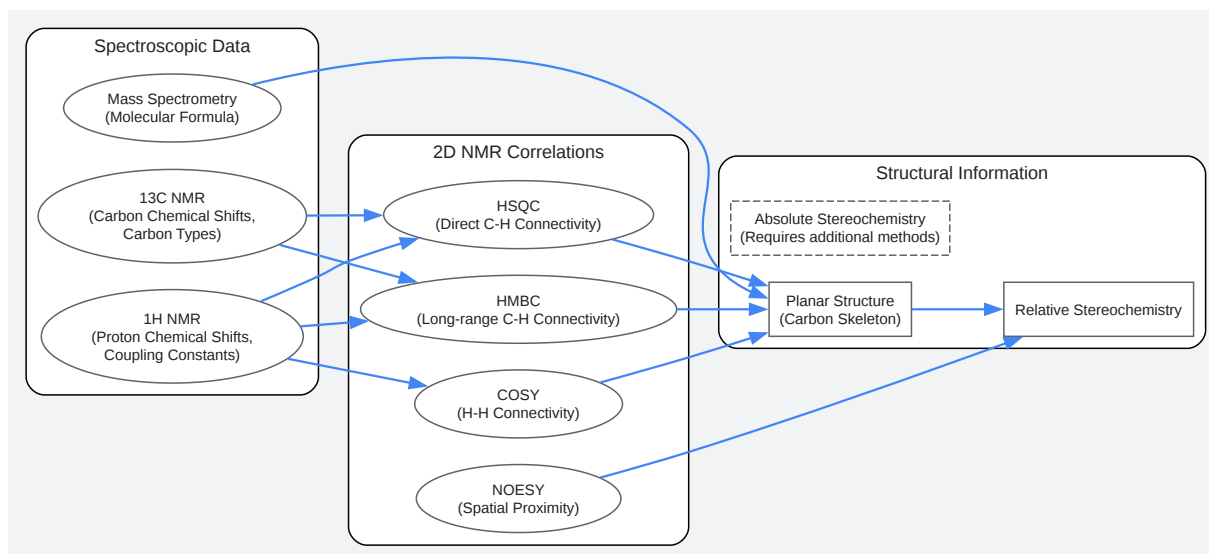 Spectroscopic Data
Mass Spectrometry
(Molecular Formula)
13C NMR
(Carbon Chemical Shifts,
Carbon Types)
1H NMR
(Proton Chemical Shifts,
Coupling Constants)
2D NMR Correlations
HSQC
(Direct C-H Connectivity)
HMBC
(Long-range C-H Connectivity)
COSY
(H-H Connectivity)
NOESY
(Spatial Proximity)
Structural Information
Absolute Stereochemistry
(Requires additional methods)
Planar Structure
(Carbon Skeleton)
Relative Stereochemistry